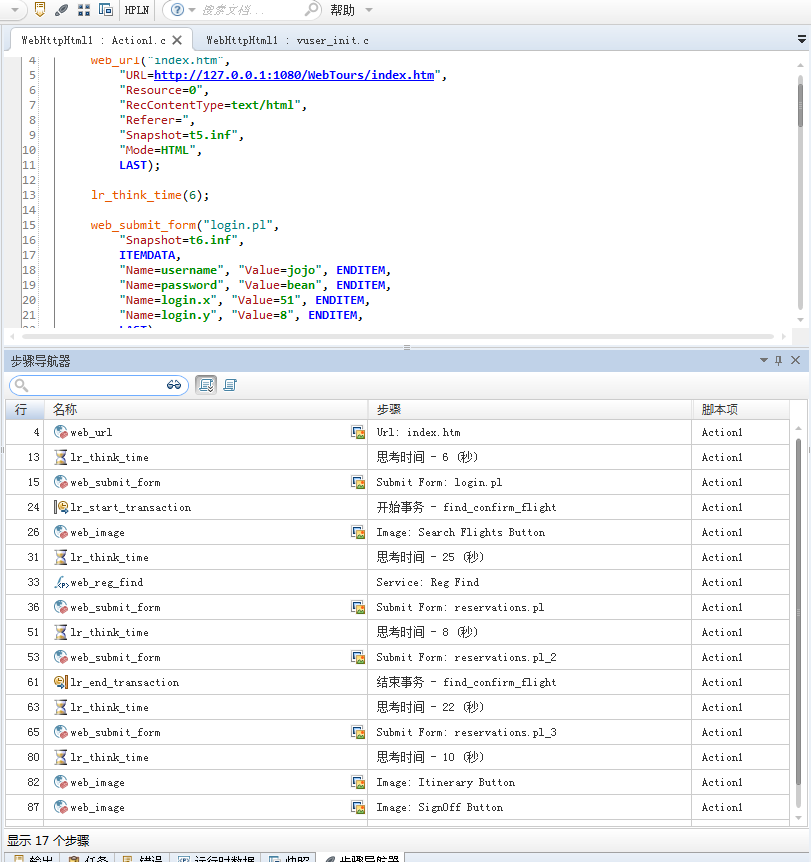 HPLN 搜索文档... 帮助
WebHttpHtml1 : Action1.c WebHttpHtml1 : vuser_init.c
4 web_url("index.htm",
5 "URL=http://127.0.0.1:1080/WebTours/index.htm",
6 "Resource=0",
7 "RecContentType=text/html",
8 "Referer=",
9 "Snapshot=t5.inf",
10 "Mode=HTML",
11 LAST);
12
13 lr_think_time(6);
14
15 web_submit_form("login.pl",
16 "Snapshot=t6.inf",
17 ITEMDATA,
18 "Name=username", "Value=jojo", ENDITEM,
19 "Name=password", "Value=bean", ENDITEM,
20 "Name=login.x", "Value=51", ENDITEM,
21 "Name=login.y", "Value=8", ENDITEM,
步骤导航器
行 名称 步骤 脚本项
4 web_url Url: index.htm Action1
13 lr_think_time 思考时间 - 6 (秒) Action1
15 web_submit_form Submit Form: login.pl Action1
24 lr_start_transaction 开始事务 - find_confirm_flight Action1
26 web_image Image: Search Flights Button Action1
31 lr_think_time 思考时间 - 25 (秒) Action1
33 web_reg_find Service: Reg Find Action1
36 web_submit_form Submit Form: reservations.pl Action1
51 lr_think_time 思考时间 - 8 (秒) Action1
53 web_submit_form Submit Form: reservations.pl_2 Action1
61 lr_end_transaction 结束事务 - find_confirm_flight Action1
63 lr_think_time 思考时间 - 22 (秒) Action1
65 web_submit_form Submit Form: reservations.pl_3 Action1
80 lr_think_time 思考时间 - 10 (秒) Action1
82 web_image Image: Itinerary Button Action1
87 web_image Image: SignOff Button Action1
显示 17 个步骤
输出 任务 错误 运行时数据 快照 步骤导航器